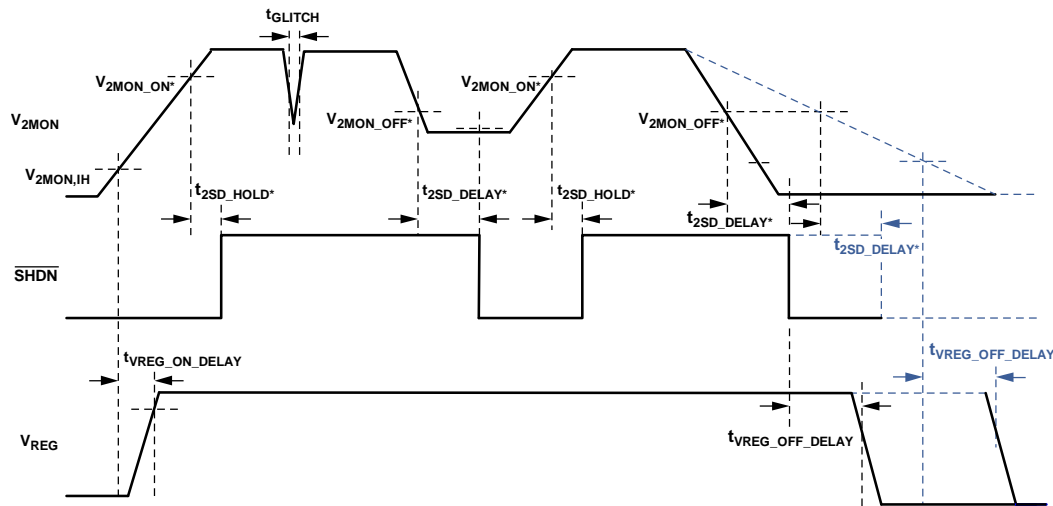 tGLITCH
V2MON_ON*
V2MON_ON*
V2MON
V2MON_OFF*
V2MON_OFF*
V2MON,IH
t2SD_HOLD*
t2SD_DELAY*
t2SD_HOLD*
t2SD_DELAY*
t2SD_DELAY*
SHDN
tVREG_ON_DELAY
tVREG_OFF_DELAY
VREG
tVREG_OFF_DELAY